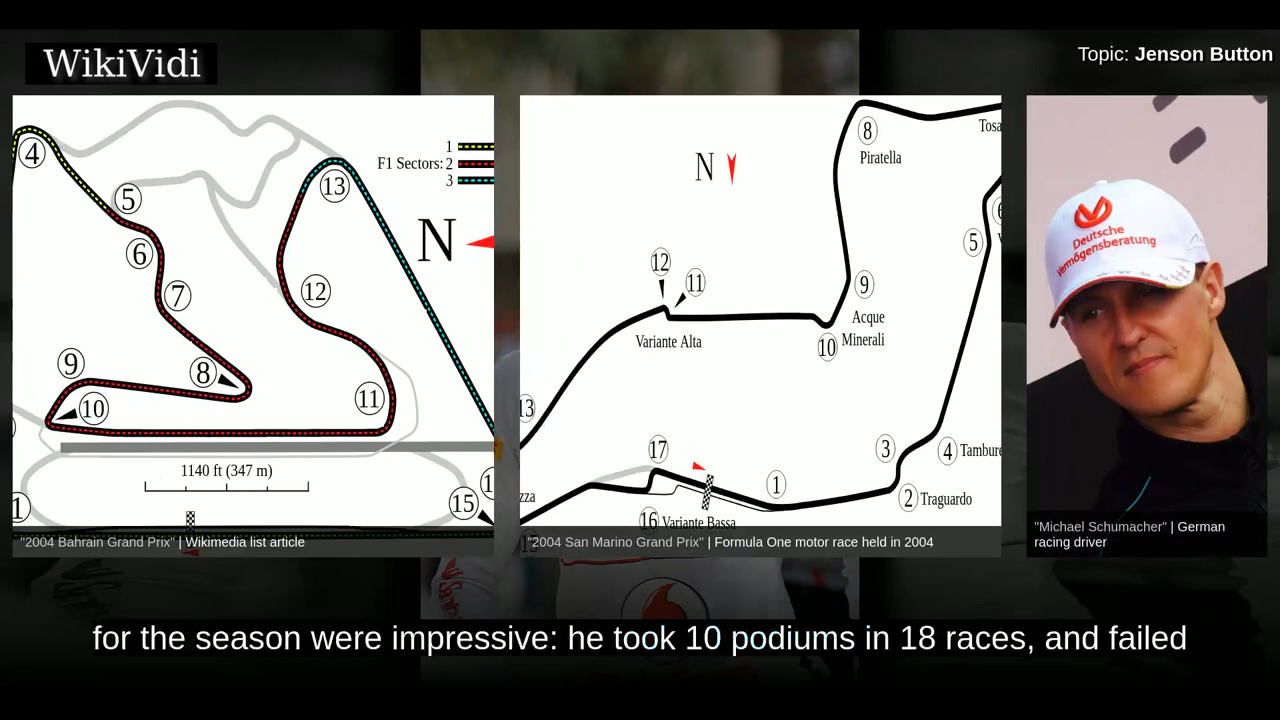 WikiVidi
Topic: Jenson Button
4
5
6
7
8
9
10
11
12
13
15
1
F1 Sectors:
1
2
3
N
1140 ft (347 m)
"2004 Bahrain Grand Prix" | Wikimedia list article
N
8
Piratella
Tosa
12
11
Variante Alta
9
Acque
Minerali
10
5
13
17
1
3
4 Tambure
2 Traguardo
16 Variante Bassa
zza
15
"2004 San Marino Grand Prix" | Formula One motor race held in 2004
Deutsche
Vermögensberatung
"Michael Schumacher" | German
racing driver
for the season were impressive: he took 10 podiums in 18 races, and failed